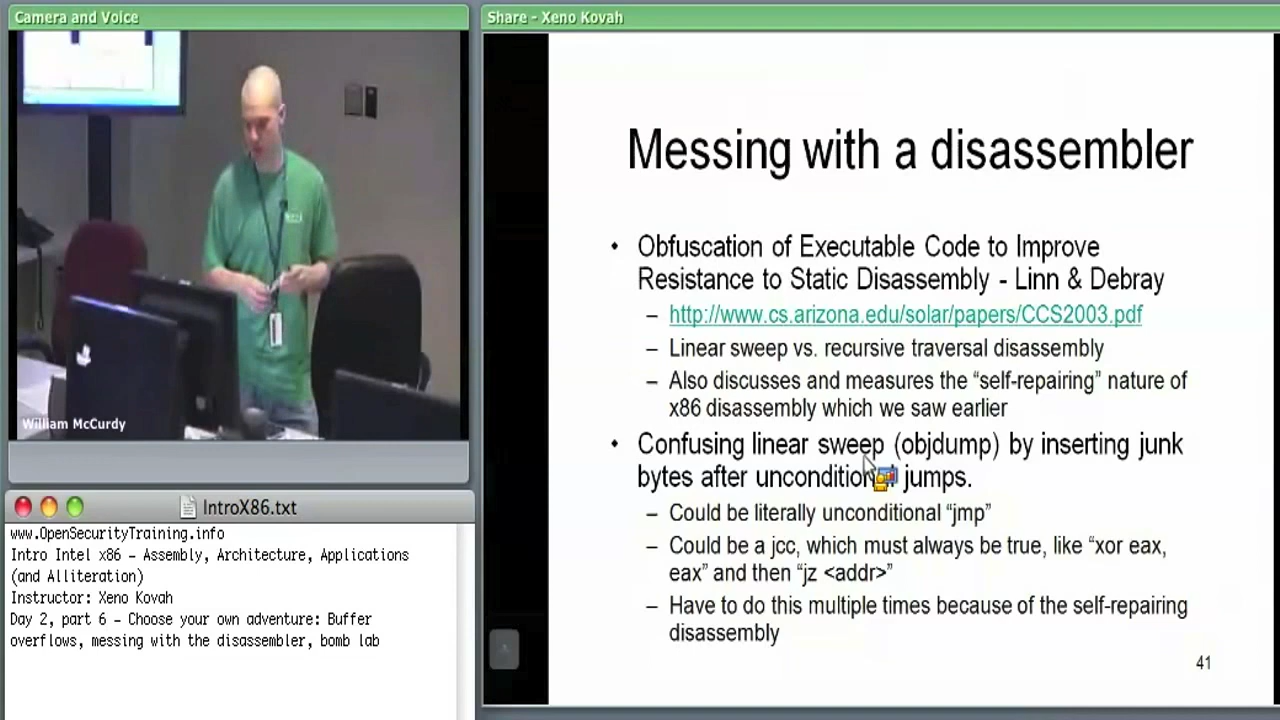 Camera and Voice
William McCurdy
IntroX86.txt
www.OpenSecurityTraining.info
Intro Intel x86 – Assembly, Architecture, Applications
(and Alliteration)
Instructor: Xeno Kovah
Day 2, part 6 – Choose your own adventure: Buffer
overflows, messing with the disassembler, bomb lab
Share - Xeno Kovah
Messing with a disassembler
• Obfuscation of Executable Code to Improve
Resistance to Static Disassembly - Linn & Debray
– http://www.cs.arizona.edu/solar/papers/CCS2003.pdf
– Linear sweep vs. recursive traversal disassembly
– Also discusses and measures the “self-repairing” nature of
x86 disassembly which we saw earlier
• Confusing linear sweep (objdump) by inserting junk
bytes after unconditional jumps.
– Could be literally unconditional “jmp”
– Could be a jcc, which must always be true, like “xor eax,
eax” and then “jz <addr>”
– Have to do this multiple times because of the self-repairing
disassembly
41